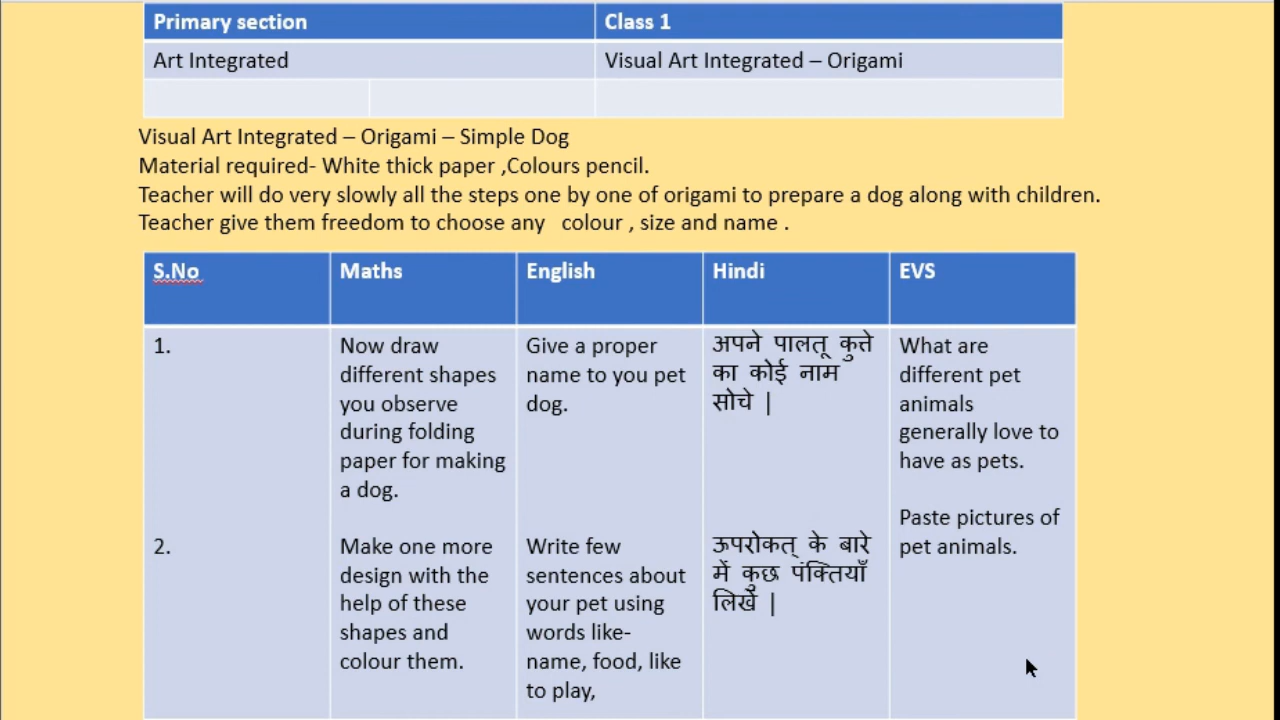 Primary section
Class 1
Art Integrated
Visual Art Integrated – Origami
Visual Art Integrated – Origami – Simple Dog
Material required- White thick paper ,Colours pencil.
Teacher will do very slowly all the steps one by one of origami to prepare a dog along with children.
Teacher give them freedom to choose any   colour , size and name .
S.No
Maths
English
Hindi
EVS
1.
Now draw
different shapes
you observe
during folding
paper for making
a dog.
Give a proper
name to you pet
dog.
अपने पालतू कुत्ते
का कोई नाम
सोचे |
What are
different pet
animals
generally love to
have as pets.
Paste pictures of
pet animals.
2.
Make one more
design with the
help of these
shapes and
colour them.
Write few
sentences about
your pet using
words like-
name, food, like
to play,
ऊपरोकत् के बारे
में कुछ पंक्तियाँ
लिखें |